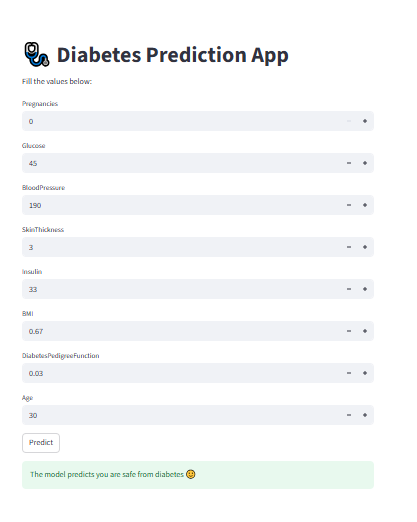 Diabetes Prediction App
Fill the values below:
Pregnancies
0
Glucose
45
BloodPressure
190
SkinThickness
3
Insulin
33
BMI
0.67
DiabetesPedigreeFunction
0.03
Age
30
Predict
The model predicts you are safe from diabetes 🙂